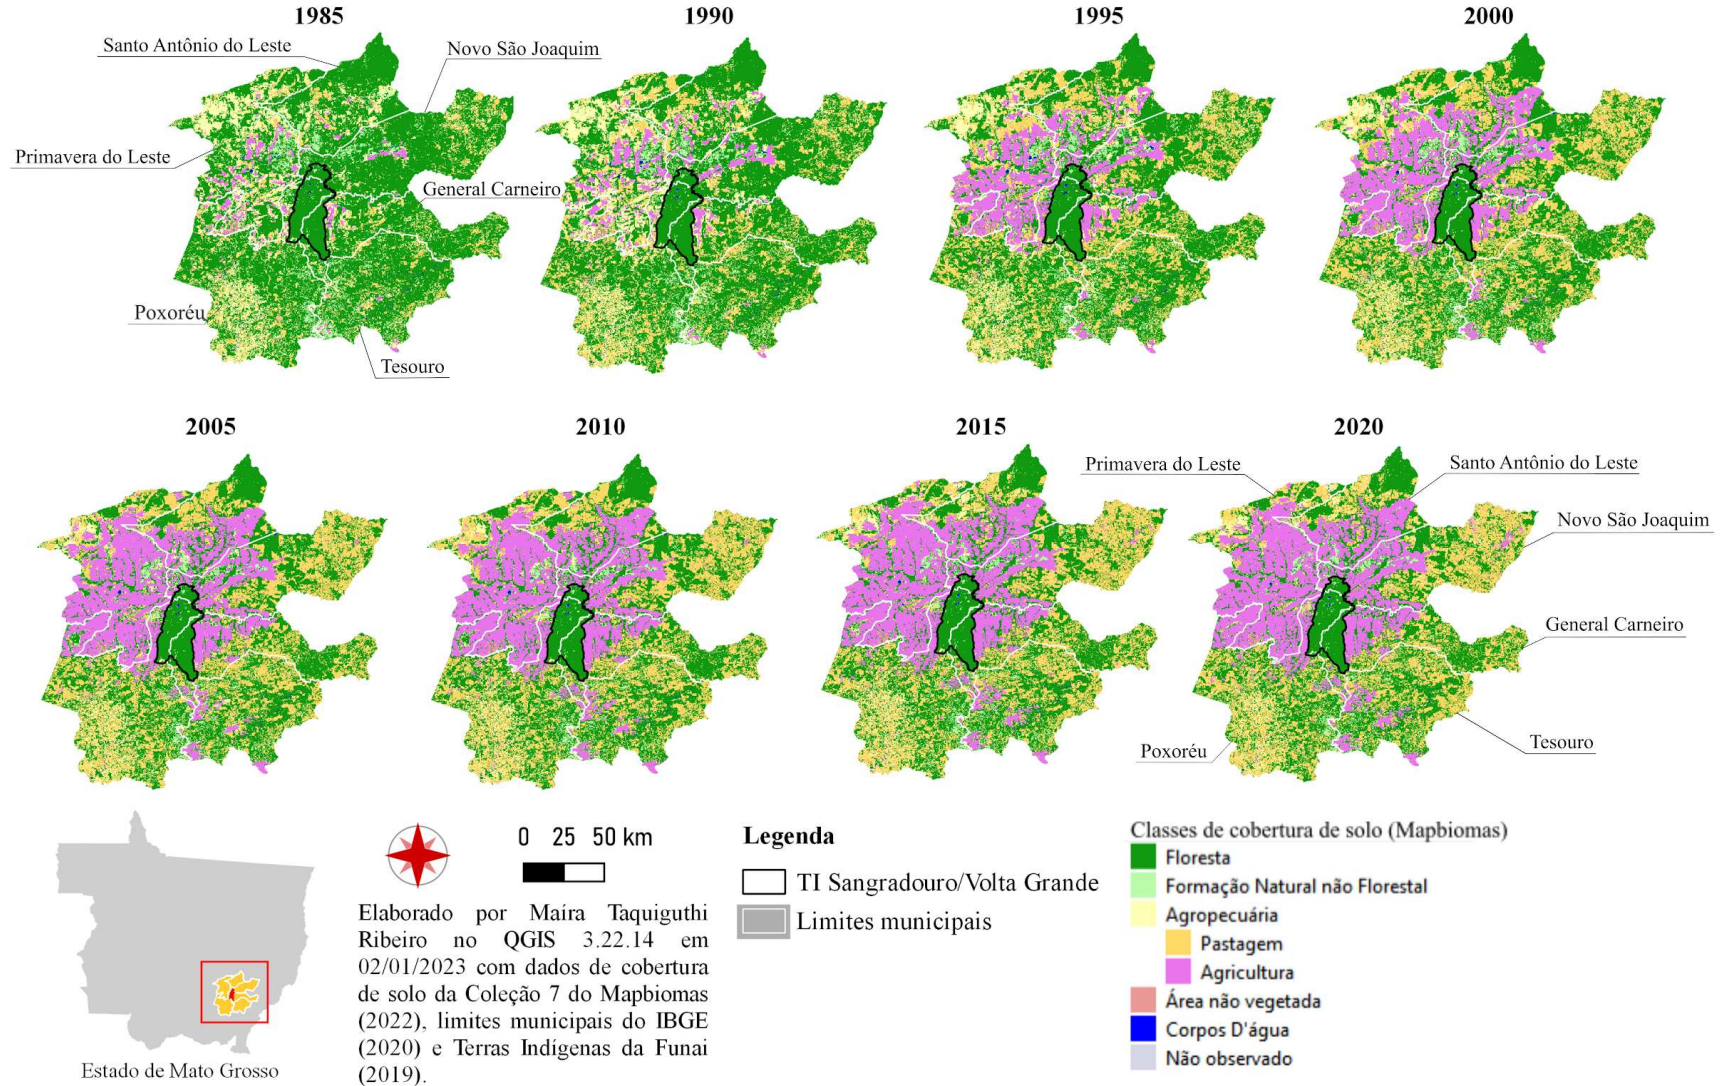 1985
1990
1995
2000
Santo Antônio do Leste
Novo São Joaquim
Primavera do Leste
General Carneiro
Poxoréu
Tesouro
2005
2010
2015
2020
Primavera do Leste
Santo Antônio do Leste
Novo São Joaquim
General Carneiro
Poxoréu
Tesouro
Estado de Mato Grosso
0 25 50 km
Elaborado por Maíra Taquiguthi
Ribeiro no QGIS 3.22.14 em
02/01/2023 com dados de cobertura
de solo da Coleção 7 do Mapbiomas
(2022), limites municipais do IBGE
(2020) e Terras Indígenas da Funai
(2019).
Legenda
TI Sangradouro/Volta Grande
Limites municipais
Classes de cobertura de solo (Mapbiomas)
Floresta
Formação Natural não Florestal
Agropecuária
Pastagem
Agricultura
Área não vegetada
Corpos D'água
Não observado